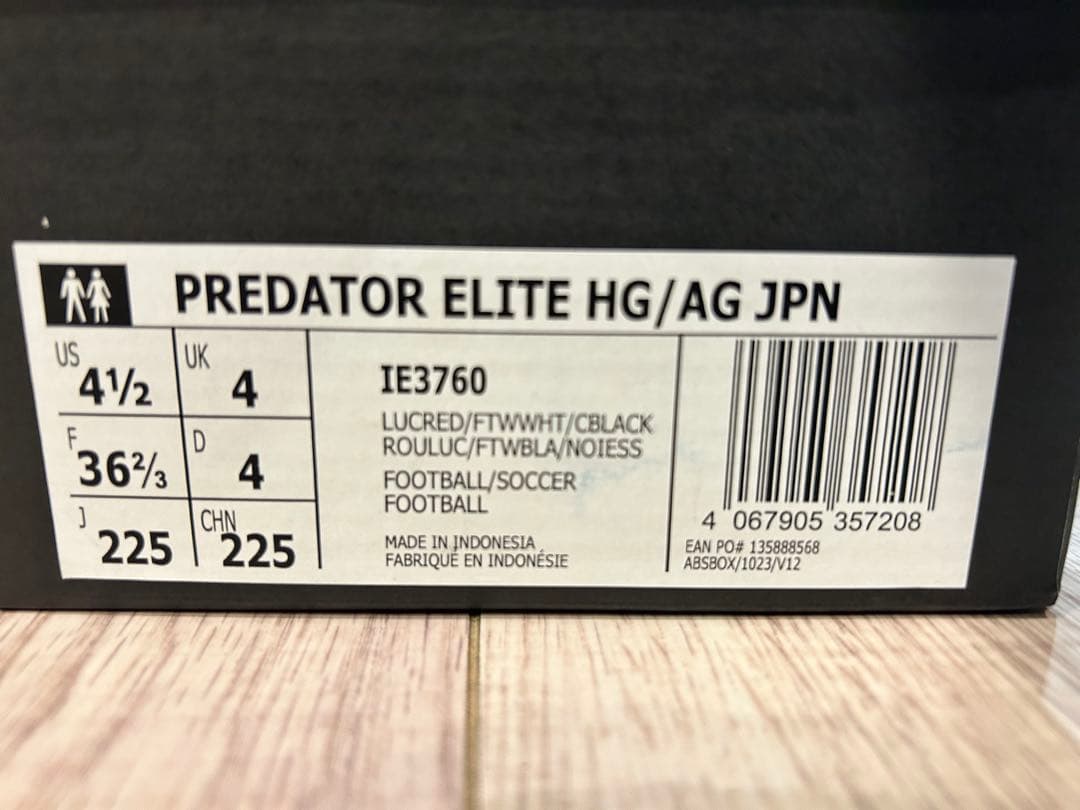 PREDATOR ELITE HG/AG JPN
US 4½
UK 4
F 36⅔
D 4
J 225
CHN 225
IE3760
LUCRED/FTWWHT/CBLACK
ROULUC/FTWBLA/NOIESS
FOOTBALL/SOCCER
FOOTBALL
MADE IN INDONESIA
FABRIQUÉ EN INDONÉSIE
4 067905 357208
EAN PO# 135888568
ABSBOX/1023/V12